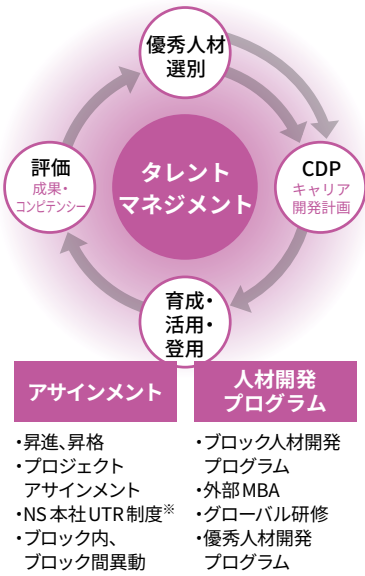 優秀人材
選別
評価
成果・
コンピテンシー
タレント
マネジメント
CDP
キャリア
開発計画
育成・
活用・
登用
アサインメント
・昇進、昇格
・プロジェクト
アサインメント
・NS本社UTR制度※
・ブロック内、
ブロック間異動
人材開発
プログラム
・ブロック人材開発
プログラム
・外部MBA
・グローバル研修
・優秀人材開発
プログラム